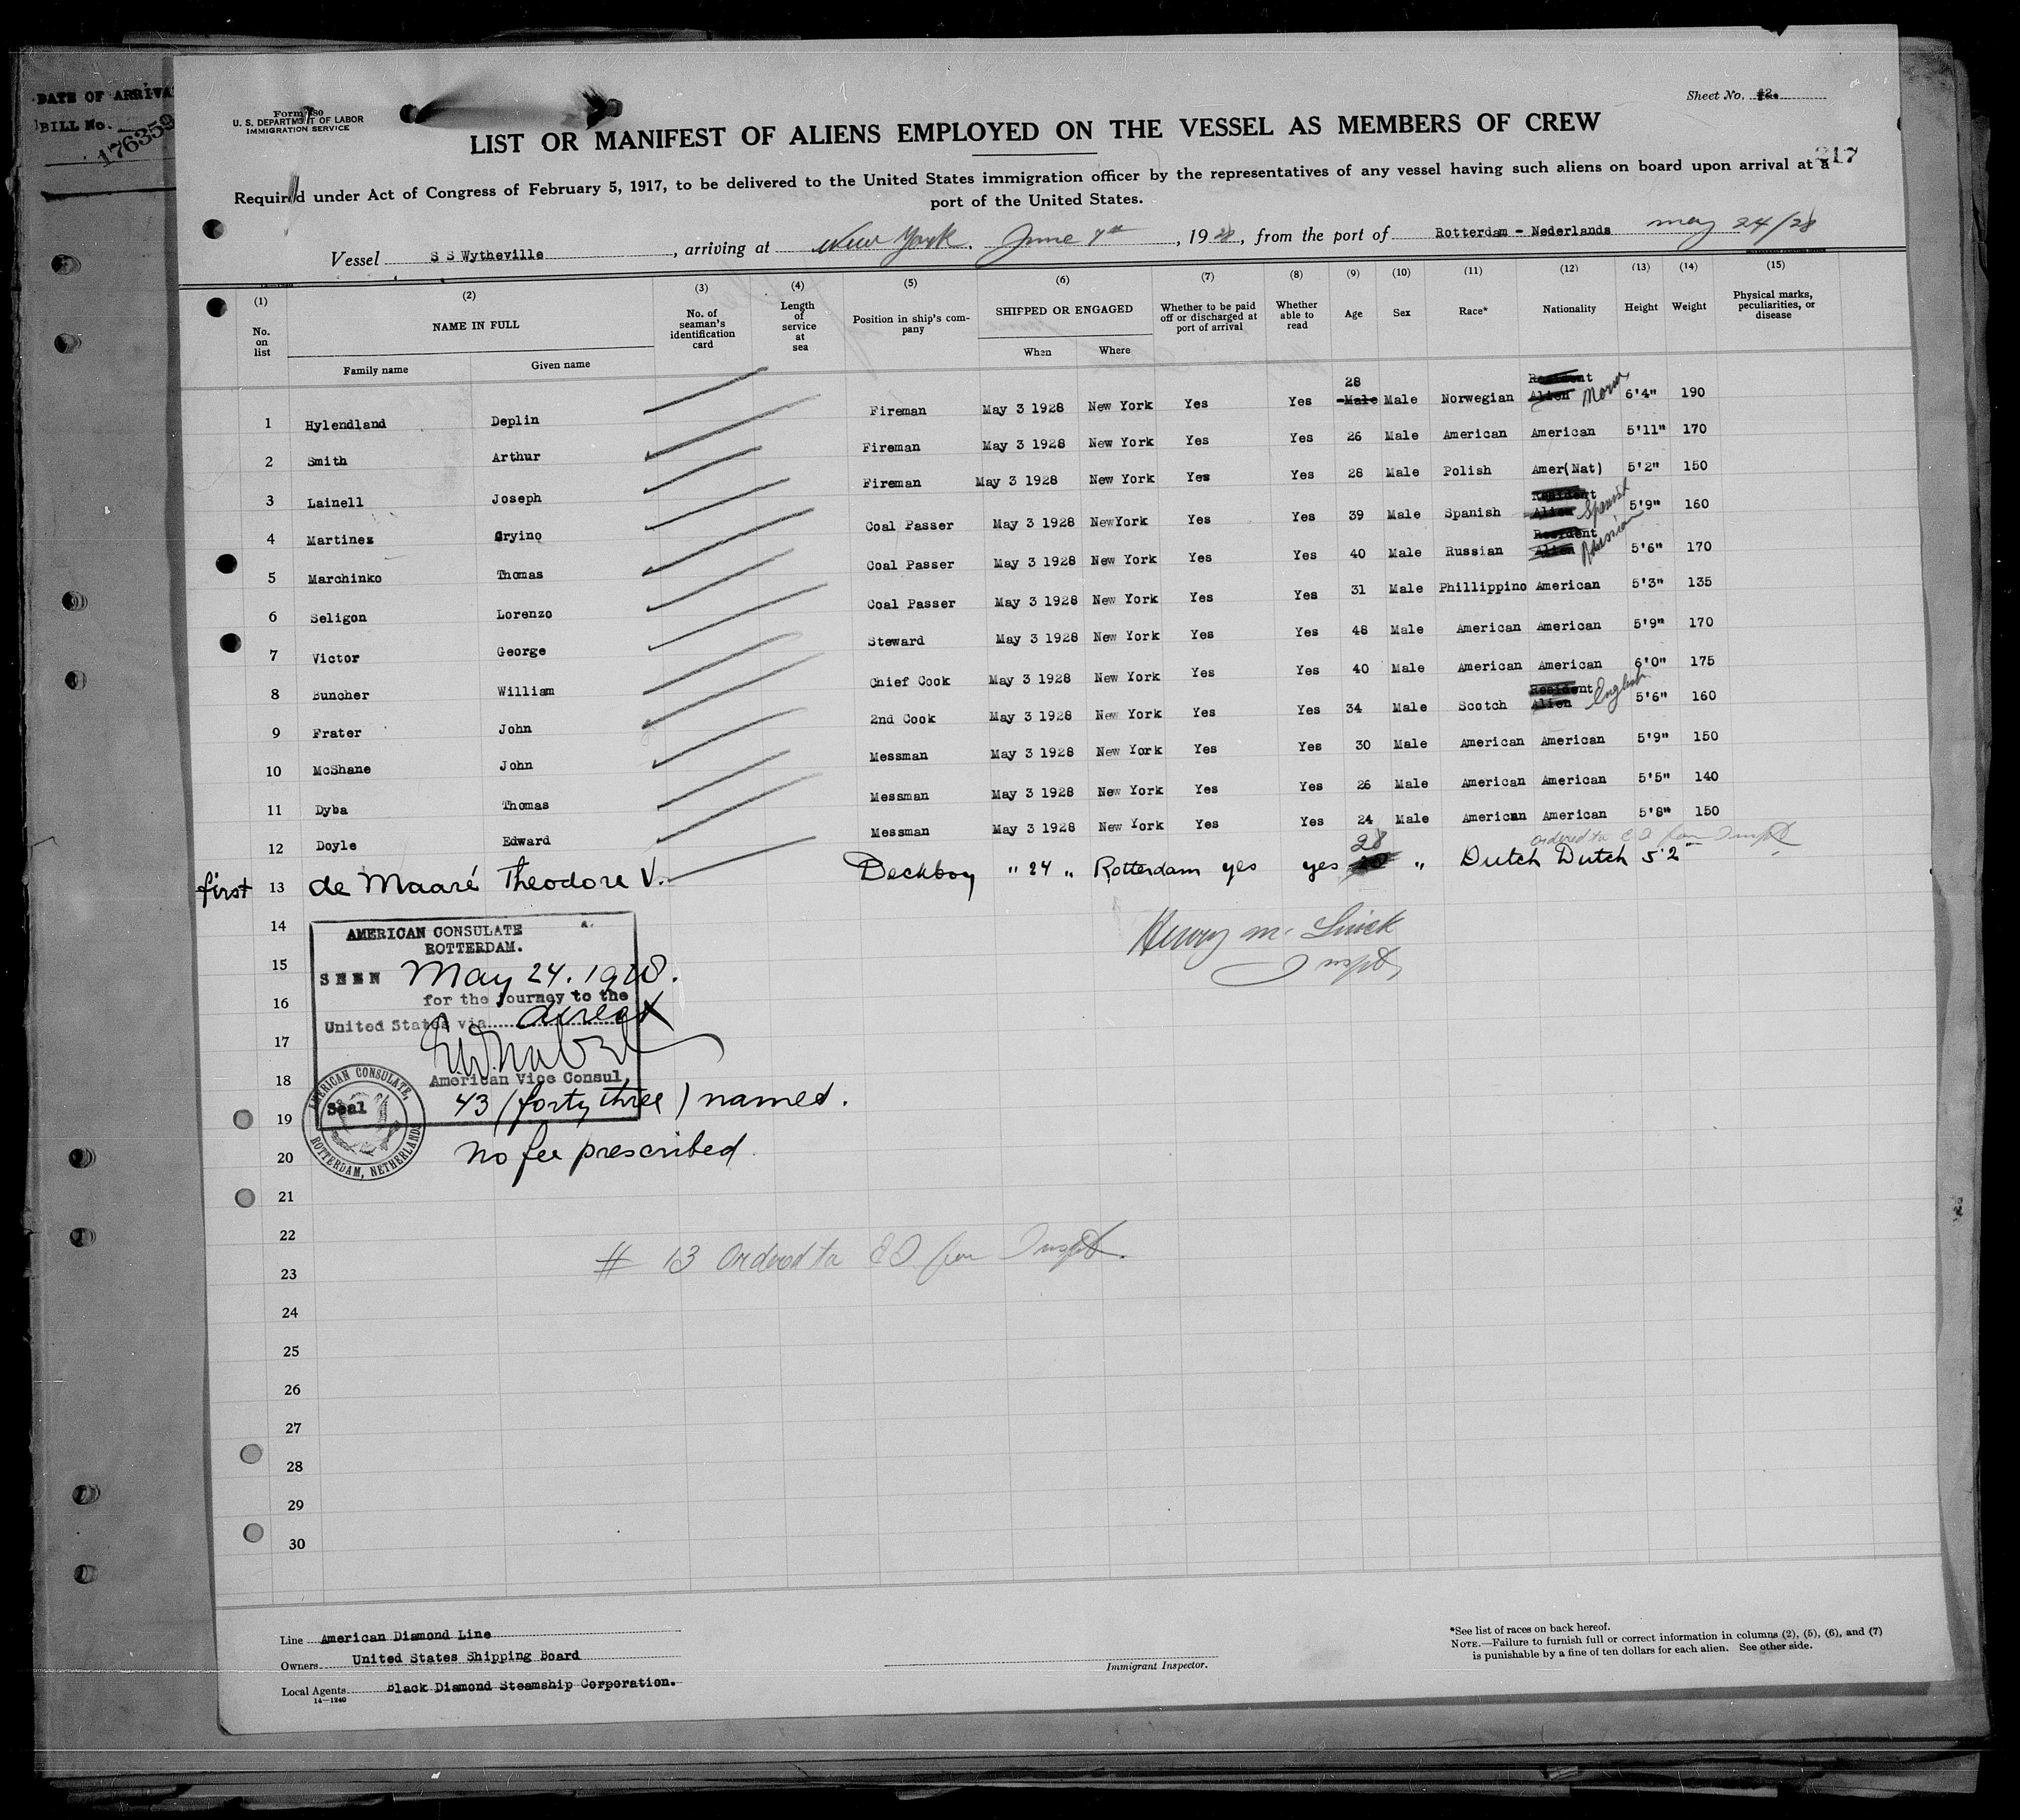 DATE OF ARRIVA
BILL No.
176359
Form 680
U. S. DEPARTMENT OF LABOR
IMMIGRATION SERVICE
Sheet No. #2.
LIST OR MANIFEST OF ALIENS EMPLOYED ON THE VESSEL AS MEMBERS OF CREW
217
Required under Act of Congress of February 5, 1917, to be delivered to the United States immigration officer by the representatives of any vessel having such aliens on board upon arrival at a
port of the United States.
Vessel S S Wytheville, arriving at New York, June 7th, 1928, from the port of Rotterdam - Nederlands May 24/28
(1) (2) (3) (4) (5) (6) (7) (8) (9) (10) (11) (12) (13) (14) (15)
No. on list NAME IN FULL Family name Given name No. of seaman's identification card Length of service at sea Position in ship's company SHIPPED OR ENGAGED When Where Whether to be paid off or discharged at port of arrival Whether able to read Age Sex Race* Nationality Height Weight Physical marks, peculiarities, or disease
1 Hylendland Deplin Fireman May 3 1928 New York Yes Yes 28 Male Male Norwegian Resident Alien Norw 6'4" 190
2 Smith Arthur Fireman May 3 1928 New York Yes Yes 26 Male American American 5'11" 170
3 Lainell Joseph Fireman May 3 1928 New York Yes Yes 28 Male Polish Amer(Nat) 5'2" 150
4 Martinez Cryino Coal Passer May 3 1928 NewYork Yes Yes 39 Male Spanish Resident Alien Spanish 5'9" 160
5 Marchinko Thomas Coal Passer May 3 1928 New York Yes Yes 40 Male Russian Resident Alien Russian 5'6" 170
6 Seligon Lorenzo Coal Passer May 3 1928 New York Yes Yes 31 Male Phillippino American 5'3" 135
7 Victor George Steward May 3 1928 New York Yes Yes 48 Male American American 5'9" 170
8 Buncher William Chief Cook May 3 1928 New York Yes Yes 40 Male American American 6'0" 175
9 Frater John 2nd Cook May 3 1928 New York Yes Yes 34 Male Scotch Resident Alien English 5'6" 160
10 McShane John Messman May 3 1928 New York Yes Yes 30 Male American American 5'9" 150
11 Dyba Thomas Messman May 3 1928 New York Yes Yes 26 Male American American 5'5" 140
12 Doyle Edward Messman May 3 1928 New York Yes Yes 24 Male American American 5'8" 150
ordered to E I for Inspt
first 13 de Maaré Theodore V. Deckboy " 24 " Rotterdam yes yes 28 " Dutch Dutch 5'2"
14
AMERICAN CONSULATE
ROTTERDAM.
Henry M.
Inspt
15
SEEN May 24. 1928.
16
for the journey to the
United States via direct
17
18
American Vice Consul,
AMERICAN CONSULATE, ROTTERDAM, NETHERLANDS
Seal
19
43 (forty three) names.
20
No fee prescribed
21
22
# 13 Ordered to E I for Inspt.
23
24
25
26
27
28
29
30
Line American Diamond Line
Owners United States Shipping Board
Local Agents Black Diamond Steamship Corporation.
14-1240
Immigrant Inspector.
*See list of races on back hereof.
NOTE.—Failure to furnish full or correct information in columns (2), (5), (6), and (7)
is punishable by a fine of ten dollars for each alien. See other side.